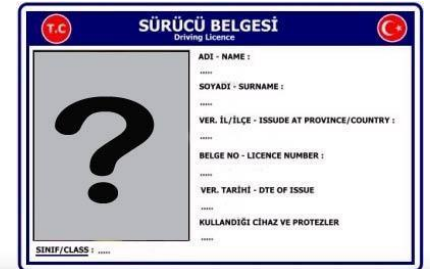 T.C
SÜRÜCÜ BELGESİ
Driving Licence
ADI - NAME :
.....
SOYADI - SURNAME :
.....
VER. İL/İLÇE - ISSUDE AT PROVINCE/COUNTRY :
.....
BELGE NO - LICENCE NUMBER :
.....
VER. TARİHİ - DTE OF ISSUE
.....
KULLANDIĞI CİHAZ VE PROTEZLER
.....
?
SINIF/CLASS : .....